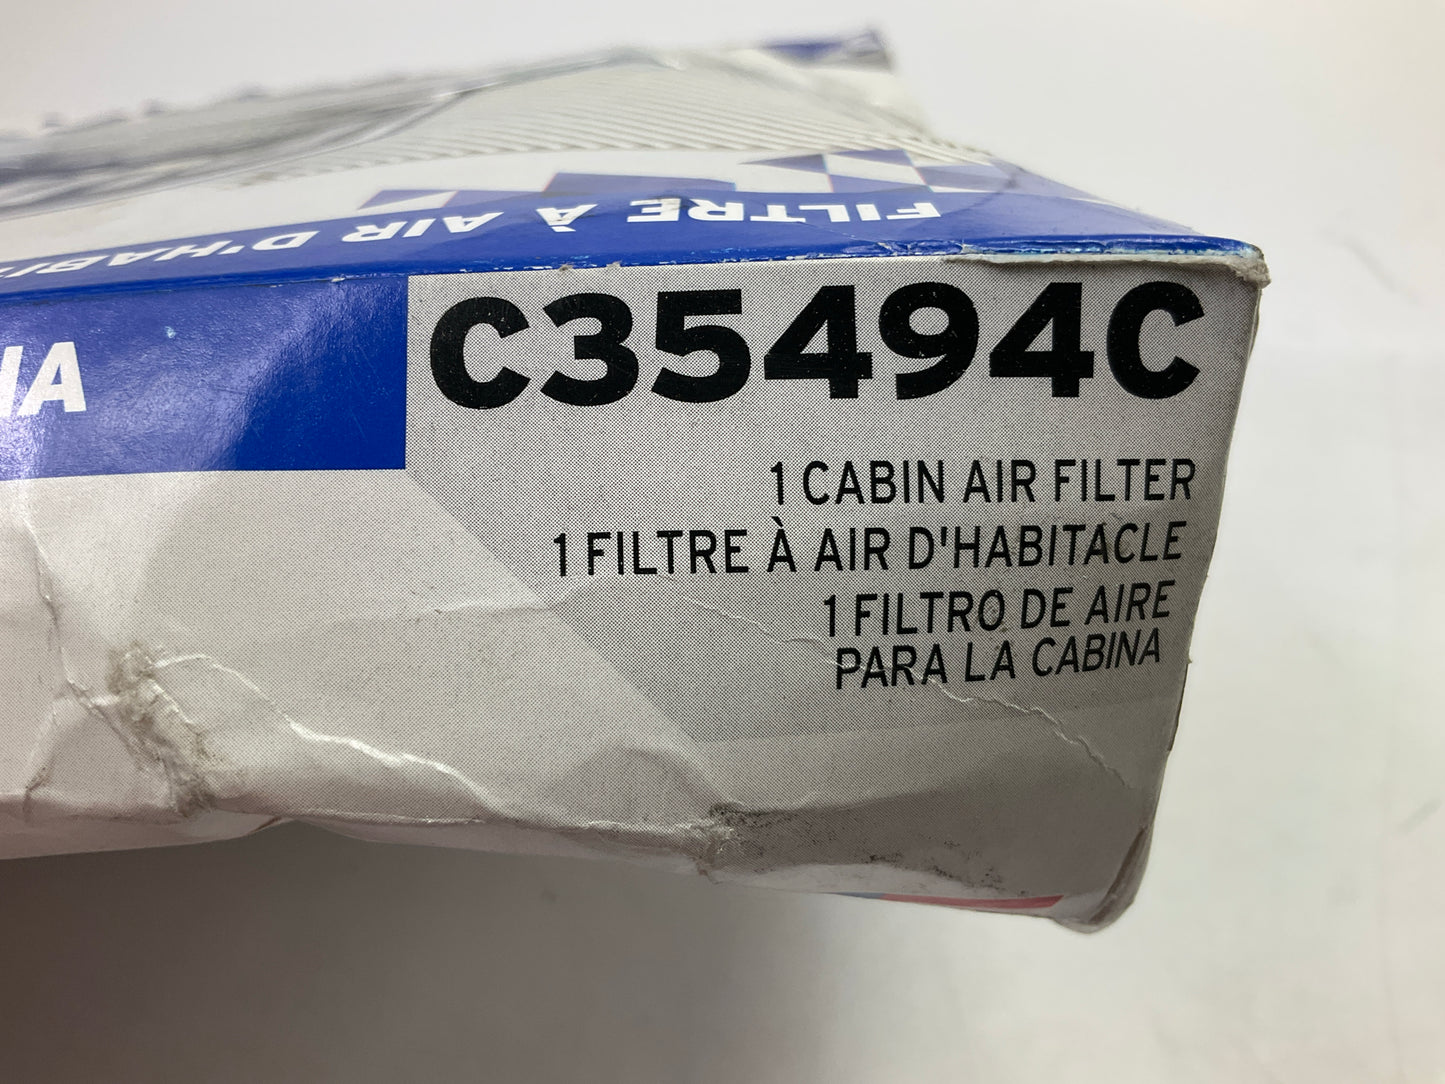 FILTRE À AIR D'HABI
C35494C
1 CABIN AIR FILTER
1 FILTRE À AIR D'HABITACLE
1 FILTRO DE AIRE
PARA LA CABINA